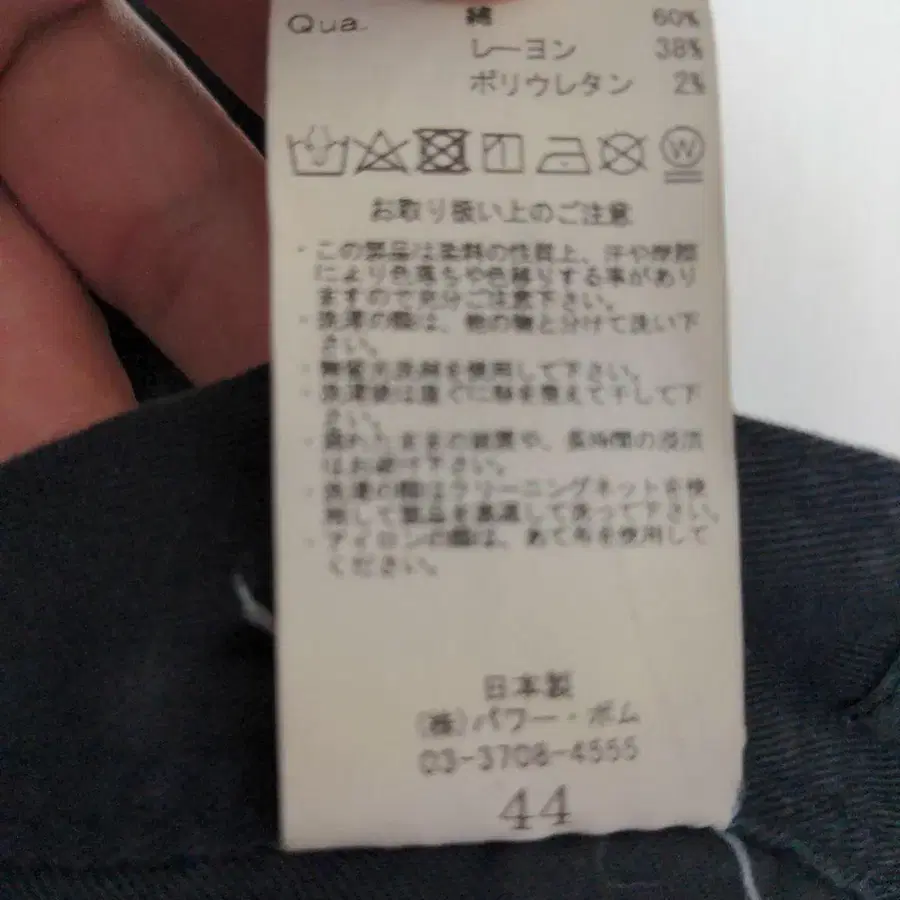 Qua. 綿 60%
レーヨン 38%
ポリウレタン 2%
W
お取り扱い上のご注意
・この製品は染料の性質上、汗や摩擦
により色落ちや色移りする事があり
ますので充分ご注意下さい。
・洗濯の際は、他の物と分けて洗い下
さい。
・無蛍光洗剤を使用して下さい。
・洗濯後は直ぐに形を整えて干して下
さい。
・濡れたままの放置や、長時間の浸漬
はお避け下さい。
・洗濯の際はクリーニングネットを使
用して製品を裏返して洗って下さい。
・アイロンの際は、あて布を使用して
ください。
日本製
(株)パワー・ボム
03-3708-4555
44